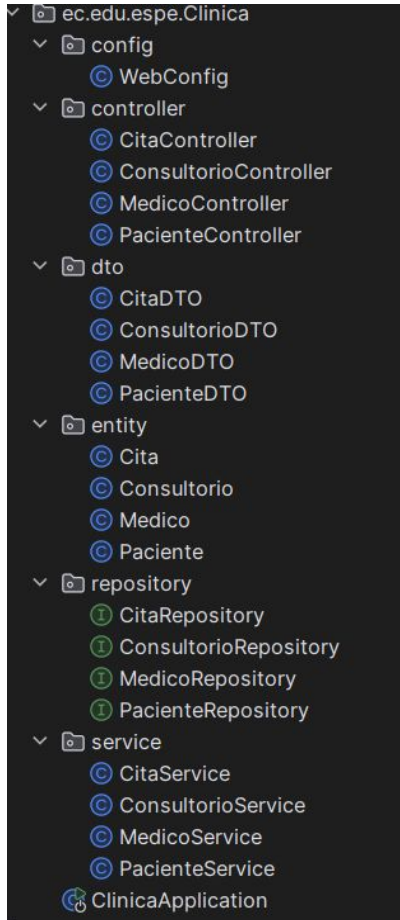 ec.edu.espe.Clinica
config
WebConfig
controller
CitaController
ConsultorioController
MedicoController
PacienteController
dto
CitaDTO
ConsultorioDTO
MedicoDTO
PacienteDTO
entity
Cita
Consultorio
Medico
Paciente
repository
CitaRepository
ConsultorioRepository
MedicoRepository
PacienteRepository
service
CitaService
ConsultorioService
MedicoService
PacienteService
ClinicaApplication